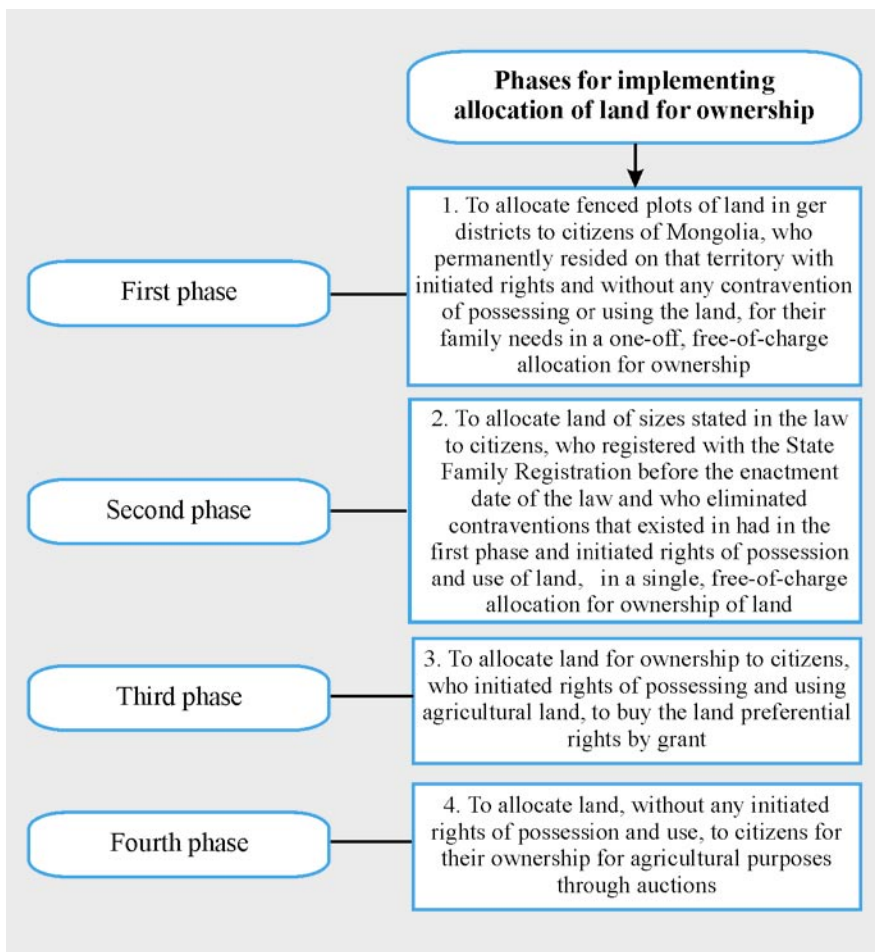 Phases for implementing
allocation of land for ownership
First phase
1. To allocate fenced plots of land in ger
districts to citizens of Mongolia, who
permanently resided on that territory with
initiated rights and without any contravention
of possessing or using the land, for their
family needs in a one-off, free-of-charge
allocation for ownership
Second phase
2. To allocate land of sizes stated in the law
to citizens, who registered with the State
Family Registration before the enactment
date of the law and who eliminated
contraventions that existed in had in the
first phase and initiated rights of possession
and use of land, in a single, free-of-charge
allocation for ownership of land
Third phase
3. To allocate land for ownership to citizens,
who initiated rights of possessing and using
agricultural land, to buy the land preferential
rights by grant
Fourth phase
4. To allocate land, without any initiated
rights of possession and use, to citizens for
their ownership for agricultural purposes
through auctions